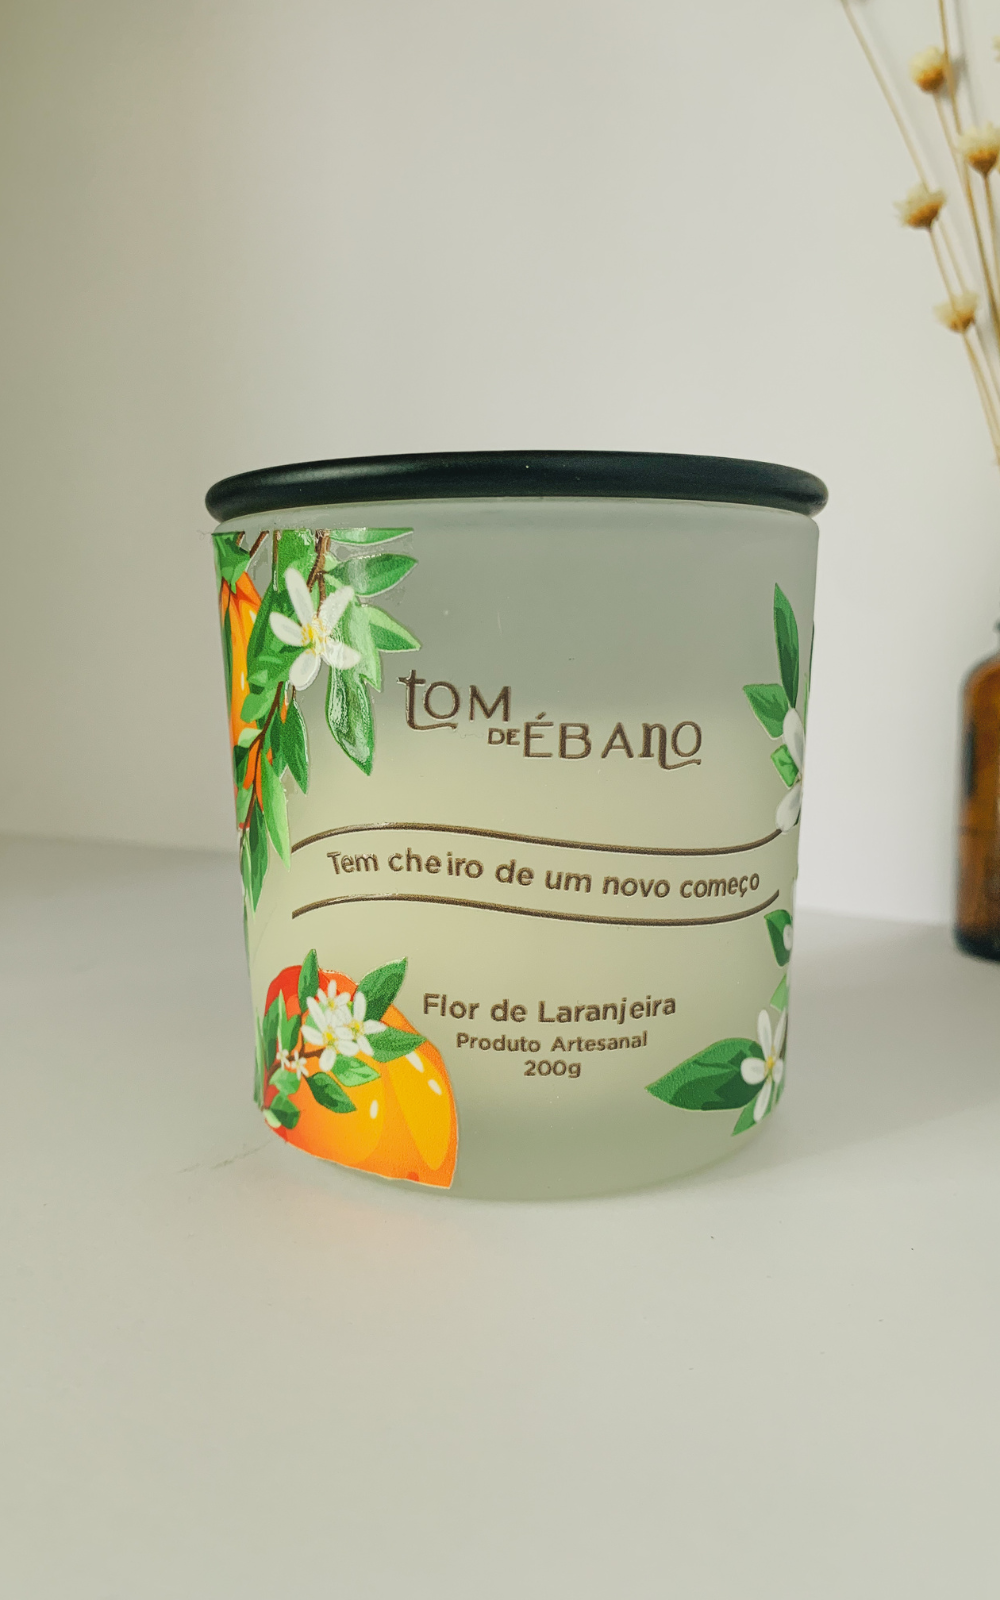 TOM
DE ÉBANO
Tem cheiro de um novo começo
Flor de Laranjeira
Produto Artesanal
200g